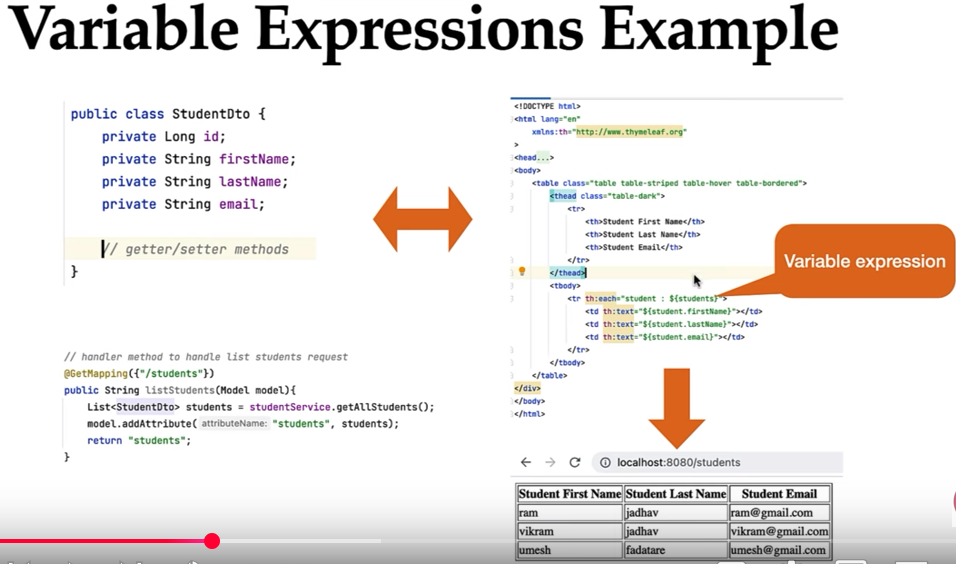 Variable Expressions Example
public class StudentDto {
private Long id;
private String firstName;
private String lastName;
private String email;
// getter/setter methods
}
// handler method to handle list students request
@GetMapping({"/students"})
public String listStudents(Model model){
List<StudentDto> students = studentService.getAllStudents();
model.addAttribute( attributeName: "students", students);
return "students";
}
<!DOCTYPE html>
<html lang="en"
xmlns:th="http://www.thymeleaf.org"
>
<head...>
<body>
<table class="table table-striped table-hover table-bordered">
<thead class="table-dark">
<tr>
<th>Student First Name</th>
<th>Student Last Name</th>
<th>Student Email</th>
</tr>
</thead>
<tbody>
<tr th:each="student : ${students}">
<td th:text="${student.firstName}"></td>
<td th:text="${student.lastName}"></td>
<td th:text="${student.email}"></td>
</tr>
</tbody>
</table>
</div>
</body>
</html>
Variable expression
localhost:8080/students
Student First Name Student Last Name Student Email
ram jadhav ram@gmail.com
vikram jadhav vikram@gmail.com
umesh fadatare umesh@gmail.com